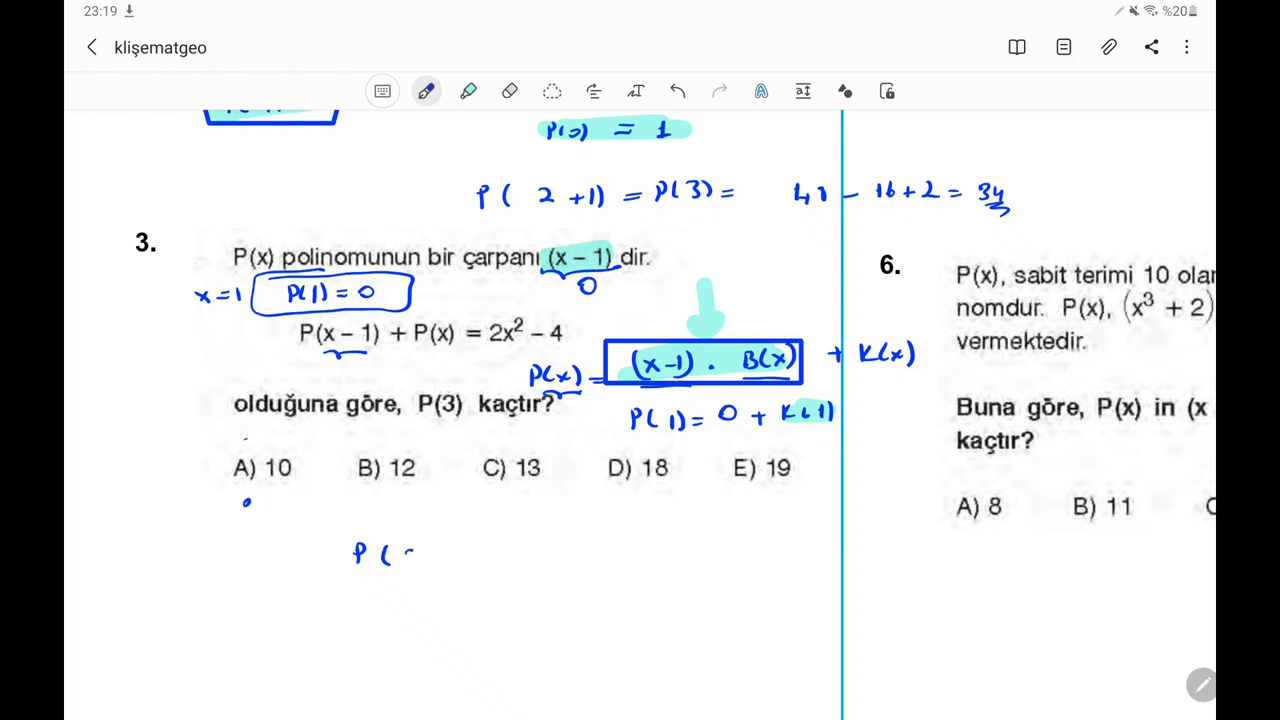 23:19
%20
klişematgeo
P(0) = 1
P( 2 +1) = P(3) = 48 - 16 + 2 = 34
3.
P(x) polinomunun bir çarpanı (x – 1) dir.
x = 1 P(1) = 0
0
P(x – 1) + P(x) = 2x² – 4
P(x) = (x-1) . B(x) + K(x)
olduğuna göre, P(3) kaçtır?
P(1) = 0 + K(1)
A) 10 B) 12 C) 13 D) 18 E) 19
P(
6.
P(x), sabit terimi 10 olan
nomdur. P(x), (x³ + 2)
vermektedir.
Buna göre, P(x) in (x
kaçtır?
A) 8 B) 11 C